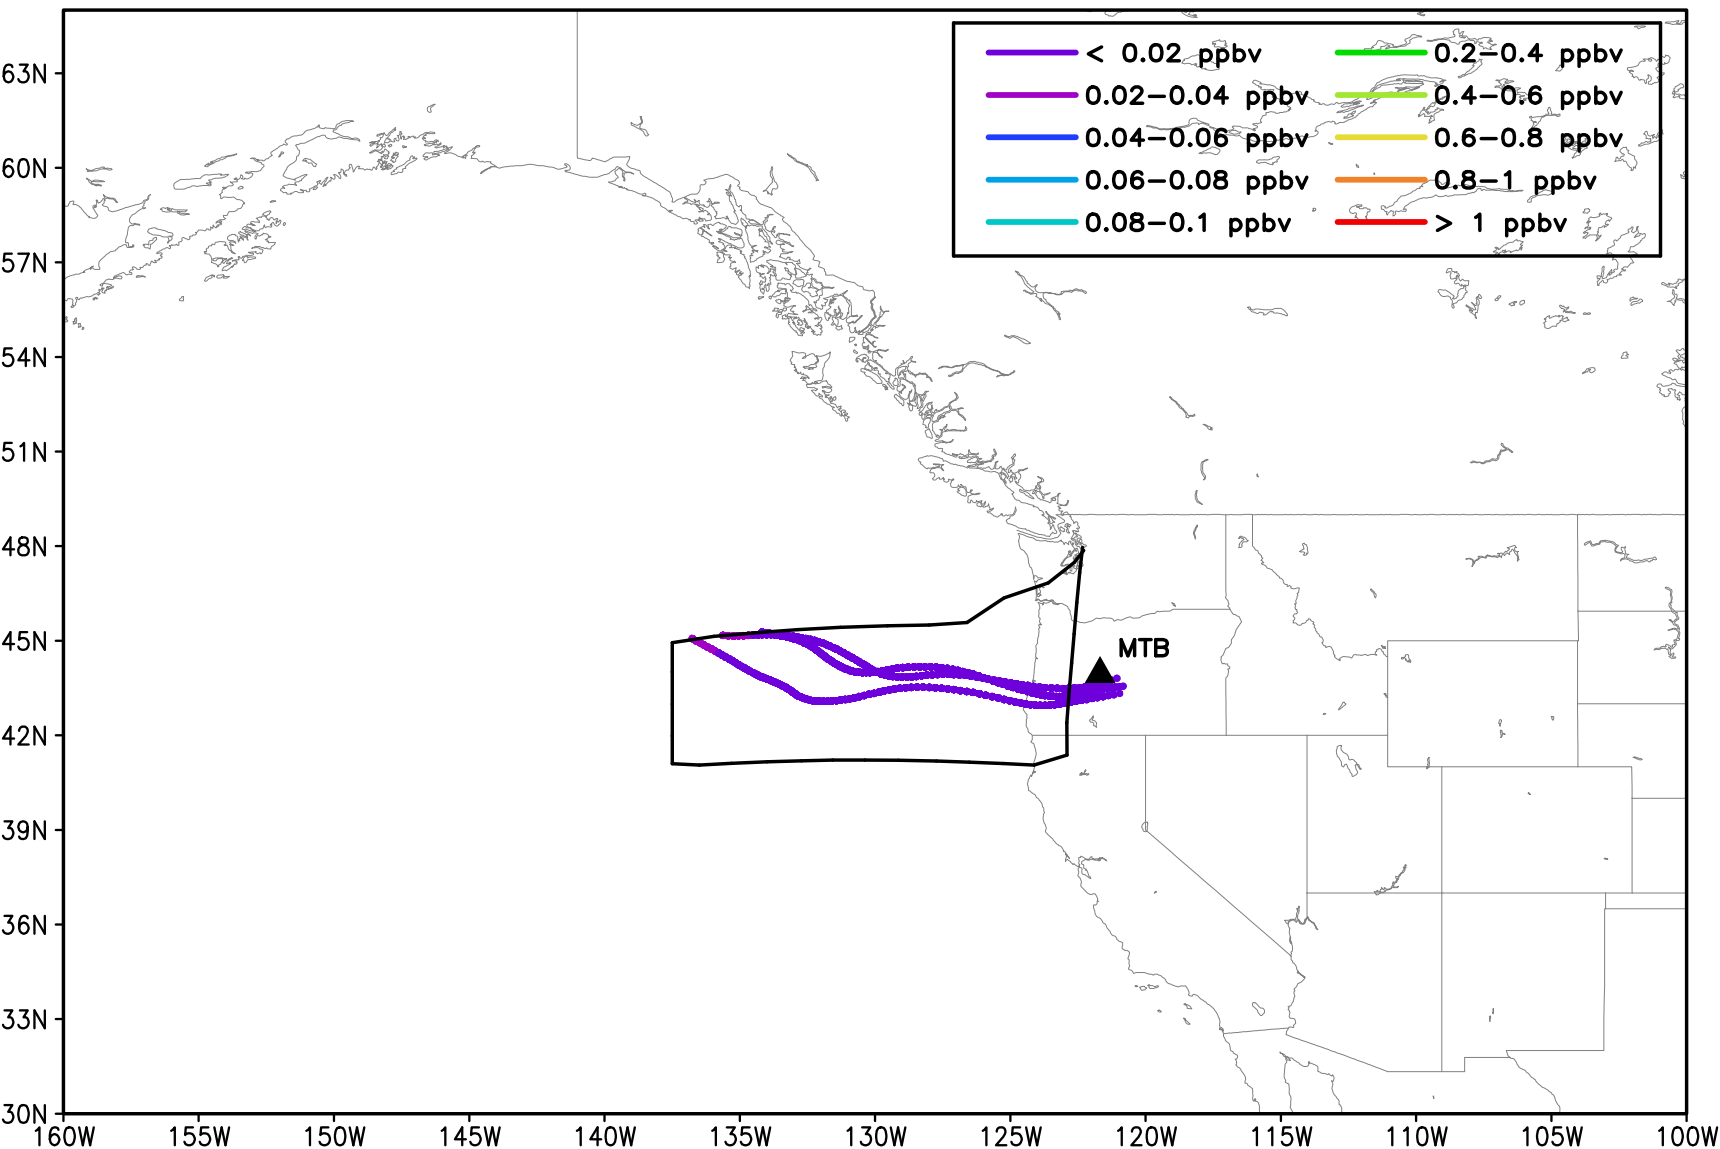 63N
60N
57N
54N
51N
48N
45N
42N
39N
36N
33N
30N
< 0.02 ppbv
0.02−0.04 ppbv
0.04−0.06 ppbv
0.06−0.08 ppbv
0.08−0.1 ppbv
0.2−0.4 ppbv
0.4−0.6 ppbv
0.6−0.8 ppbv
0.8−1 ppbv
> 1 ppbv
MTB
160W 155W 150W 145W 140W 135W 130W 125W 120W 115W 110W 105W 100W